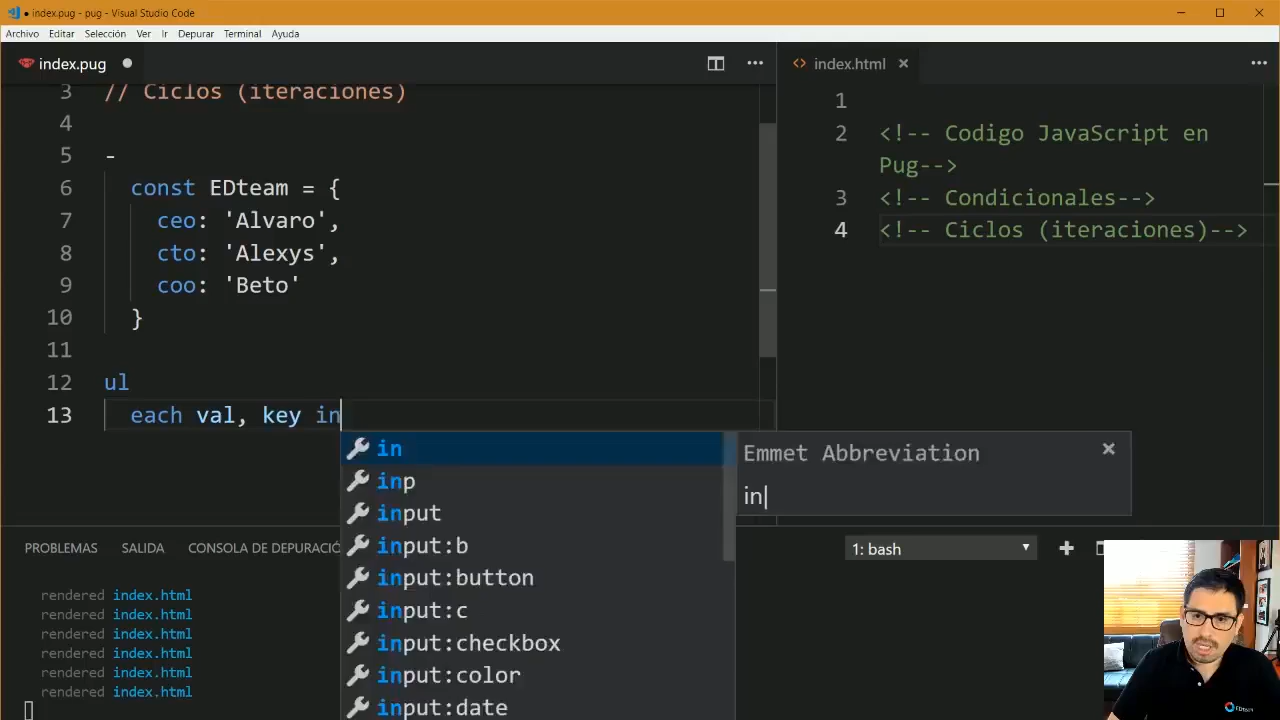 index.pug - pug - Visual Studio Code
Archivo Editar Selección Ver Ir Depurar Terminal Ayuda
index.pug
index.html
3 // Ciclos (iteraciones)
4
5 -
6 const EDteam = {
7 ceo: 'Alvaro',
8 cto: 'Alexys',
9 coo: 'Beto'
10 }
11
12 ul
13 each val, key in
1
2 <!-- Codigo JavaScript en
Pug-->
3 <!-- Condicionales-->
4 <!-- Ciclos (iteraciones)-->
in
inp
input
input:b
input:button
input:c
input:checkbox
input:color
input:date
Emmet Abbreviation
in|
PROBLEMAS SALIDA CONSOLA DE DEPURACIÓ
1: bash
rendered index.html
rendered index.html
rendered index.html
rendered index.html
rendered index.html
rendered index.html
EDteam